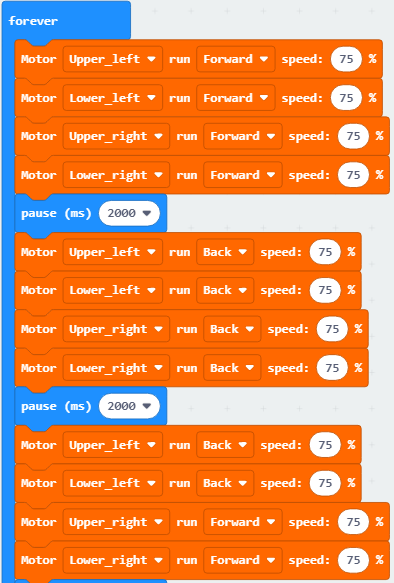 forever
Motor Upper_left run Forward speed: 75 %
Motor Lower_left run Forward speed: 75 %
Motor Upper_right run Forward speed: 75 %
Motor Lower_right run Forward speed: 75 %
pause (ms) 2000
Motor Upper_left run Back speed: 75 %
Motor Lower_left run Back speed: 75 %
Motor Upper_right run Back speed: 75 %
Motor Lower_right run Back speed: 75 %
pause (ms) 2000
Motor Upper_left run Back speed: 75 %
Motor Lower_left run Back speed: 75 %
Motor Upper_right run Forward speed: 75 %
Motor Lower_right run Forward speed: 75 %